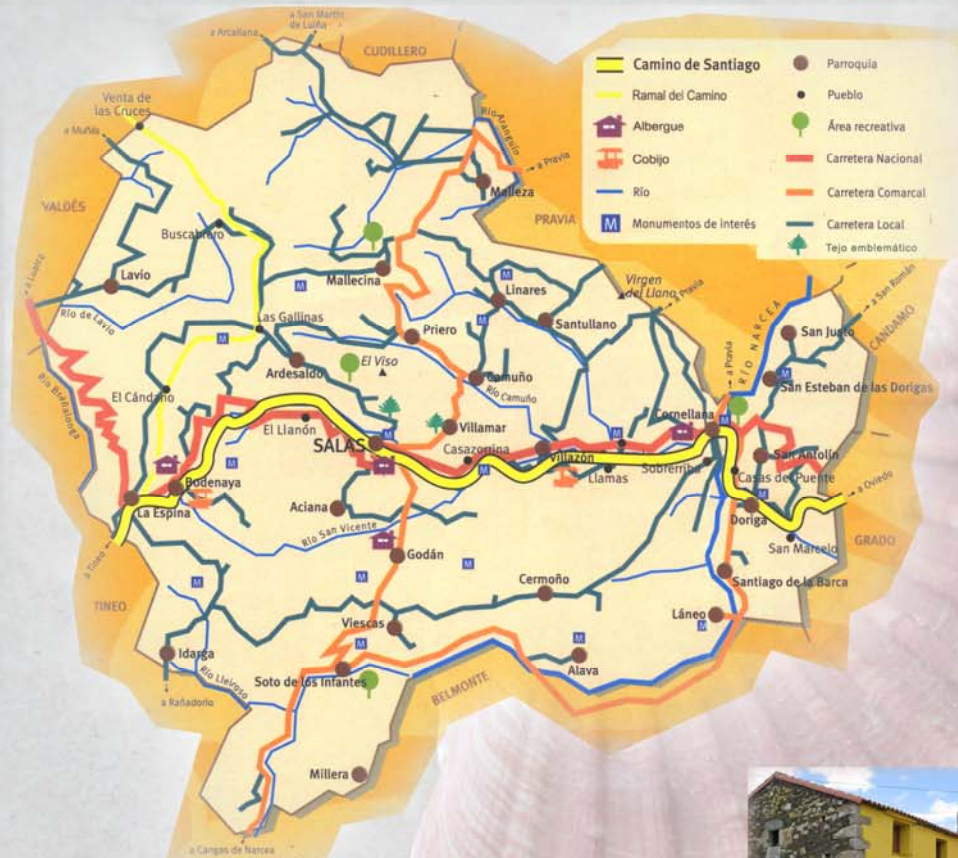 a San Martín
de Luiña
a Arcallana
CUDILLERO
Venta de
las Cruces
a Muñás
Río Aranguín
a Pravia
Malleza
VALDÉS
PRAVIA
Buscabrero
Lavio
Mallecina
Linares
Virgen
del Llano
a Pravia
a Luarca
Río de Lavio
Las Gallinas
Priero
Santullano
RÍO NARCEA
San Justo
a San Román
CANDAMO
Ardesaldo
El Viso
Camuño
Río Camuño
a Pravia
San Esteban de las Dorigas
El Cándano
El Llanón
SALAS
Villamar
Casazorrina
Villazón
Llamas
Cornellana
Sobrerriba
San Antolín
Casas del Puente
a Oviedo
Bodenaya
La Espina
Aciana
Río San Vicente
Doriga
San Marcelo
GRADO
a Tineo
Godán
Cermoño
Santiago de la Barca
TINEO
Viescas
Láneo
Idarga
Soto de los Infantes
Alava
BELMONTE
a Rañadorio
Millera
a Cangas de Narcea
Camino de Santiago
Ramal del Camino
Albergue
Cobijo
Río
M Monumentos de interés
Parroquia
Pueblo
Área recreativa
Carretera Nacional
Carretera Comarcal
Carretera Local
Tejo emblemático